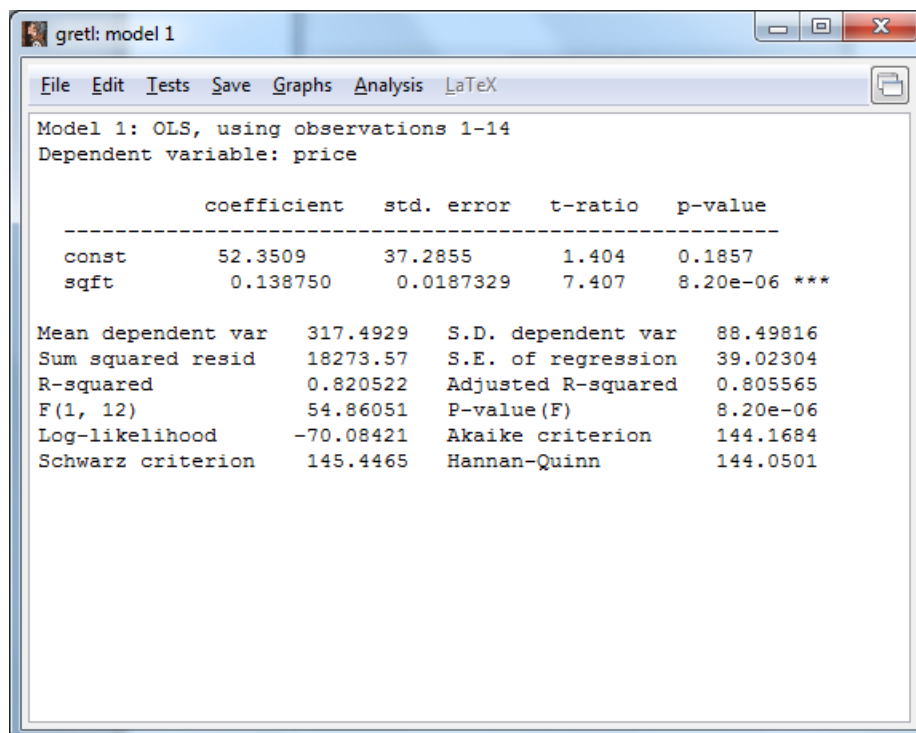 gretl: model 1
File Edit Tests Save Graphs Analysis LaTeX
Model 1: OLS, using observations 1-14
Dependent variable: price
coefficient std. error t-ratio p-value
---------------------------------------------------------
const 52.3509 37.2855 1.404 0.1857
sqft 0.138750 0.0187329 7.407 8.20e-06 ***
Mean dependent var 317.4929 S.D. dependent var 88.49816
Sum squared resid 18273.57 S.E. of regression 39.02304
R-squared 0.820522 Adjusted R-squared 0.805565
F(1, 12) 54.86051 P-value(F) 8.20e-06
Log-likelihood -70.08421 Akaike criterion 144.1684
Schwarz criterion 145.4465 Hannan-Quinn 144.0501